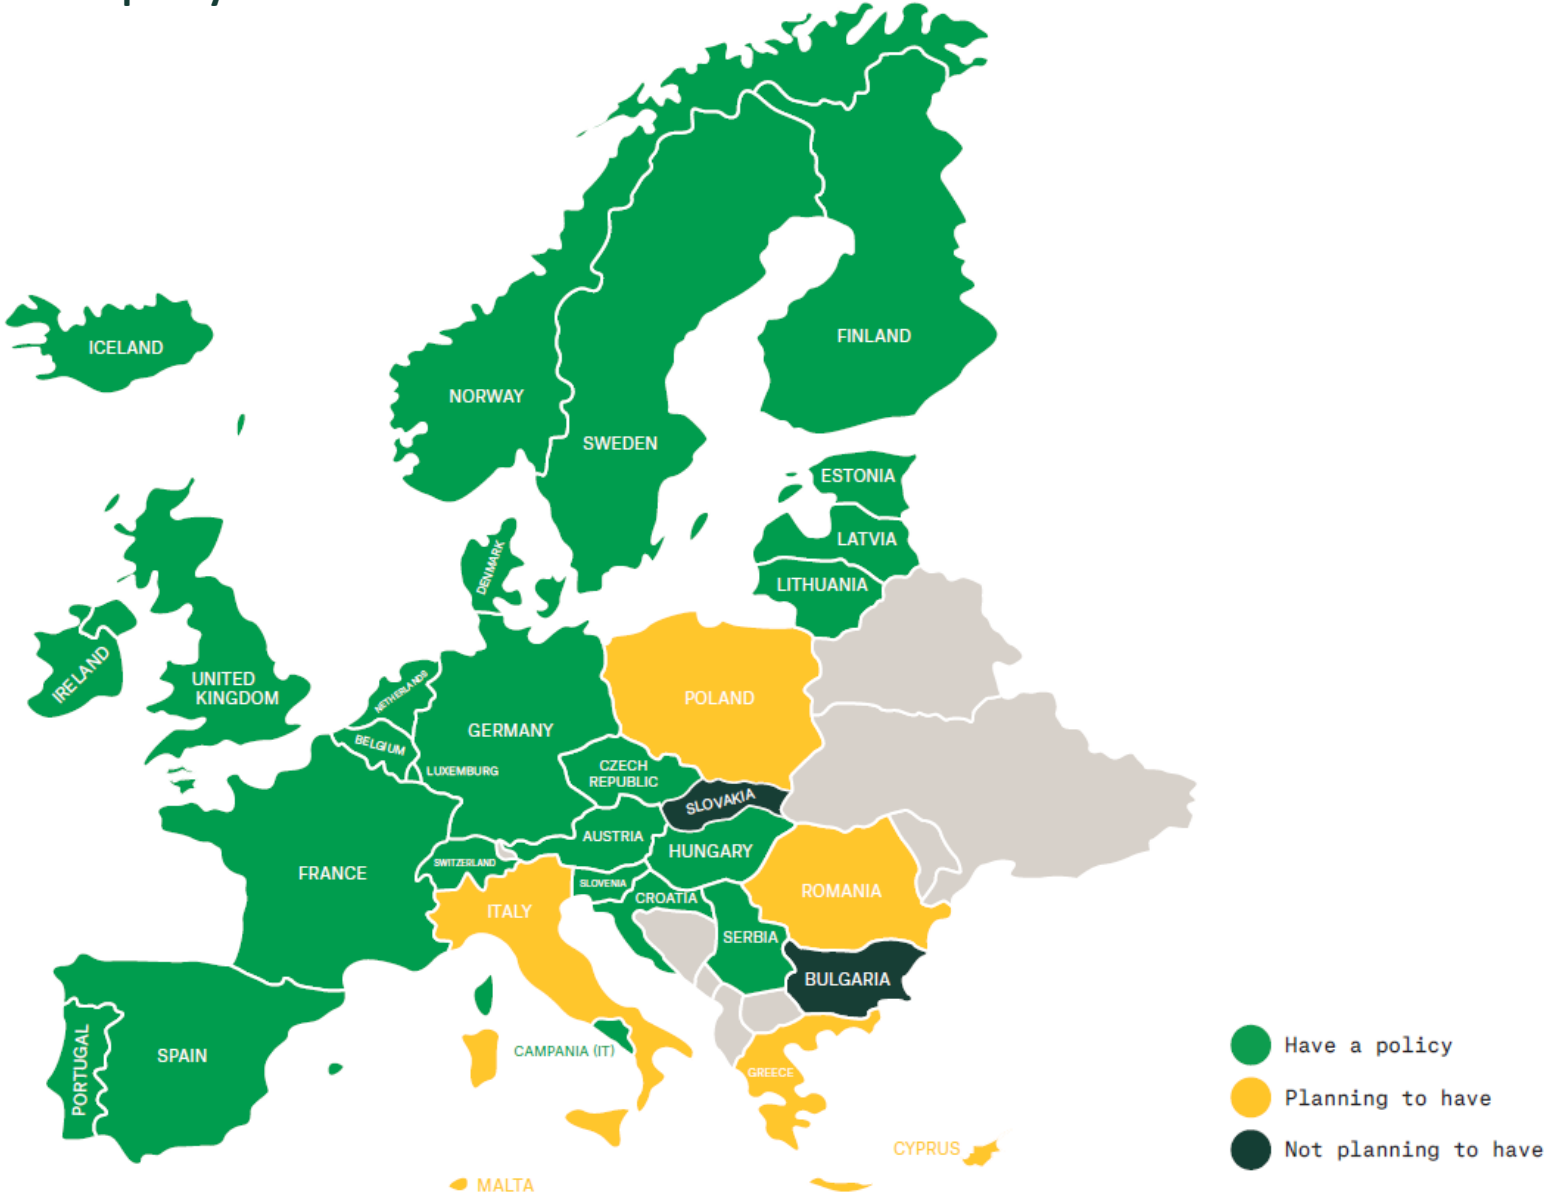 ICELAND
NORWAY
SWEDEN
FINLAND
ESTONIA
LATVIA
LITHUANIA
DENMARK
IRELAND
UNITED
KINGDOM
NETHERLANDS
BELGIUM
LUXEMBURG
GERMANY
POLAND
CZECH
REPUBLIC
SLOVAKIA
AUSTRIA
HUNGARY
SWITZERLAND
FRANCE
SLOVENIA
CROATIA
ITALY
ROMANIA
SERBIA
BULGARIA
PORTUGAL
SPAIN
CAMPANIA (IT)
GREECE
CYPRUS
MALTA
Have a policy
Planning to have
Not planning to have